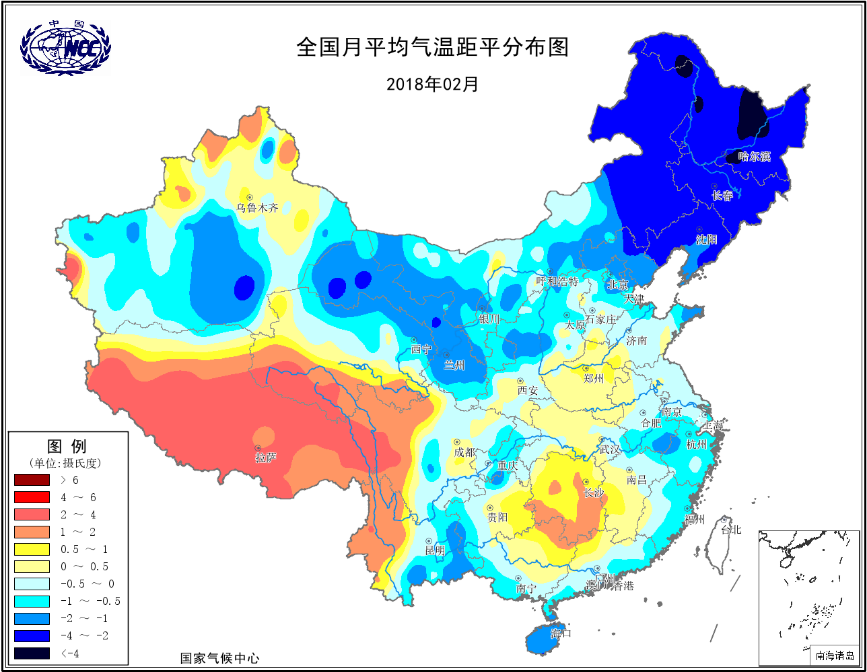 中国
NCC
全国月平均气温距平分布图
2018年02月
哈尔滨
长春
沈阳
乌鲁木齐
呼和浩特
北京
天津
银川
太原
石家庄
济南
西宁
兰州
西安
郑州
南京
合肥
上海
杭州
武汉
成都
重庆
拉萨
南昌
长沙
贵阳
福州
台北
昆明
南宁
广州
澳门
香港
海口
图 例
(单位:摄氏度)
> 6
4 ~ 6
2 ~ 4
1 ~ 2
0.5 ~ 1
0 ~ 0.5
-0.5 ~ 0
-1 ~ -0.5
-2 ~ -1
-4 ~ -2
<-4
国家气候中心
南海诸岛